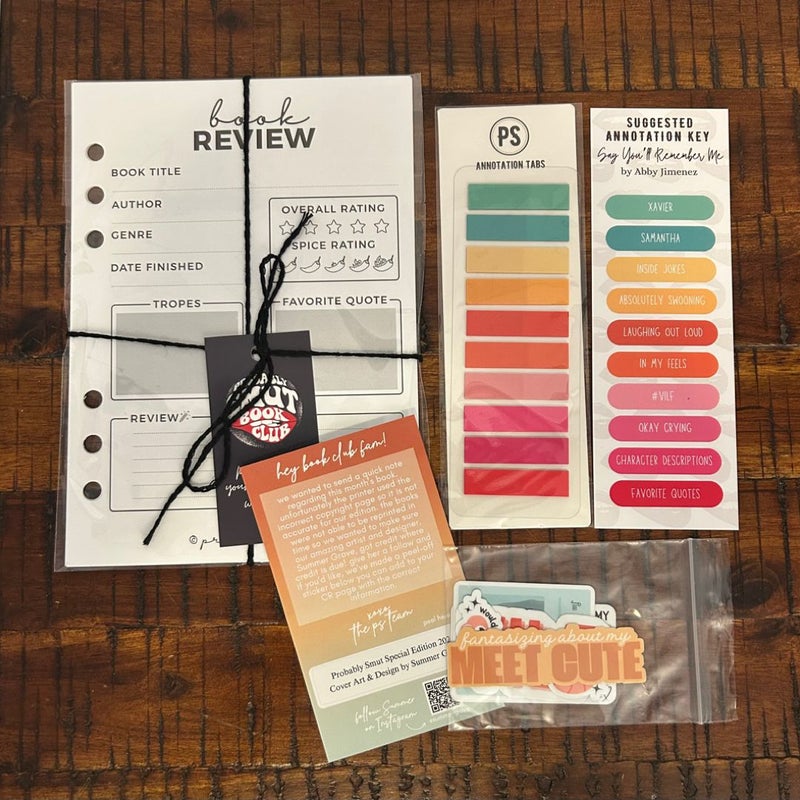 book
REVIEW
BOOK TITLE
AUTHOR
GENRE
DATE FINISHED
OVERALL RATING
SPICE RATING
TROPES
FAVORITE QUOTE
REVIEW
©
SMUT
BOOK
CLUB
hey book club fam!
we wanted to send a quick note
regarding this month's book -
unfortunately the printer used the
incorrect copyright page so it is not
accurate for our edition. the books
were not able to be reprinted in
time so we wanted to make sure
our amazing artist and designer,
Summer Grove, got credit where
credit is due! give her a follow and
if you'd like, we've made a peel-off
sticker below you can add to your
CR page with the correct
information.
xoxo,
the ps team
Probably Smut Special Edition
Cover Art & Design by Summer
follow Summer
on Instagram
PS
ANNOTATION TABS
SUGGESTED
ANNOTATION KEY
Say You'll Remember Me
by Abby Jimenez
XAVIER
SAMANTHA
INSIDE JOKES
ABSOLUTELY SWOONING
LAUGHING OUT LOUD
IN MY FEELS
#VILF
OKAY CRYING
CHARACTER DESCRIPTIONS
FAVORITE QUOTES
would
MY
fantasizing about my
MEET CUTE